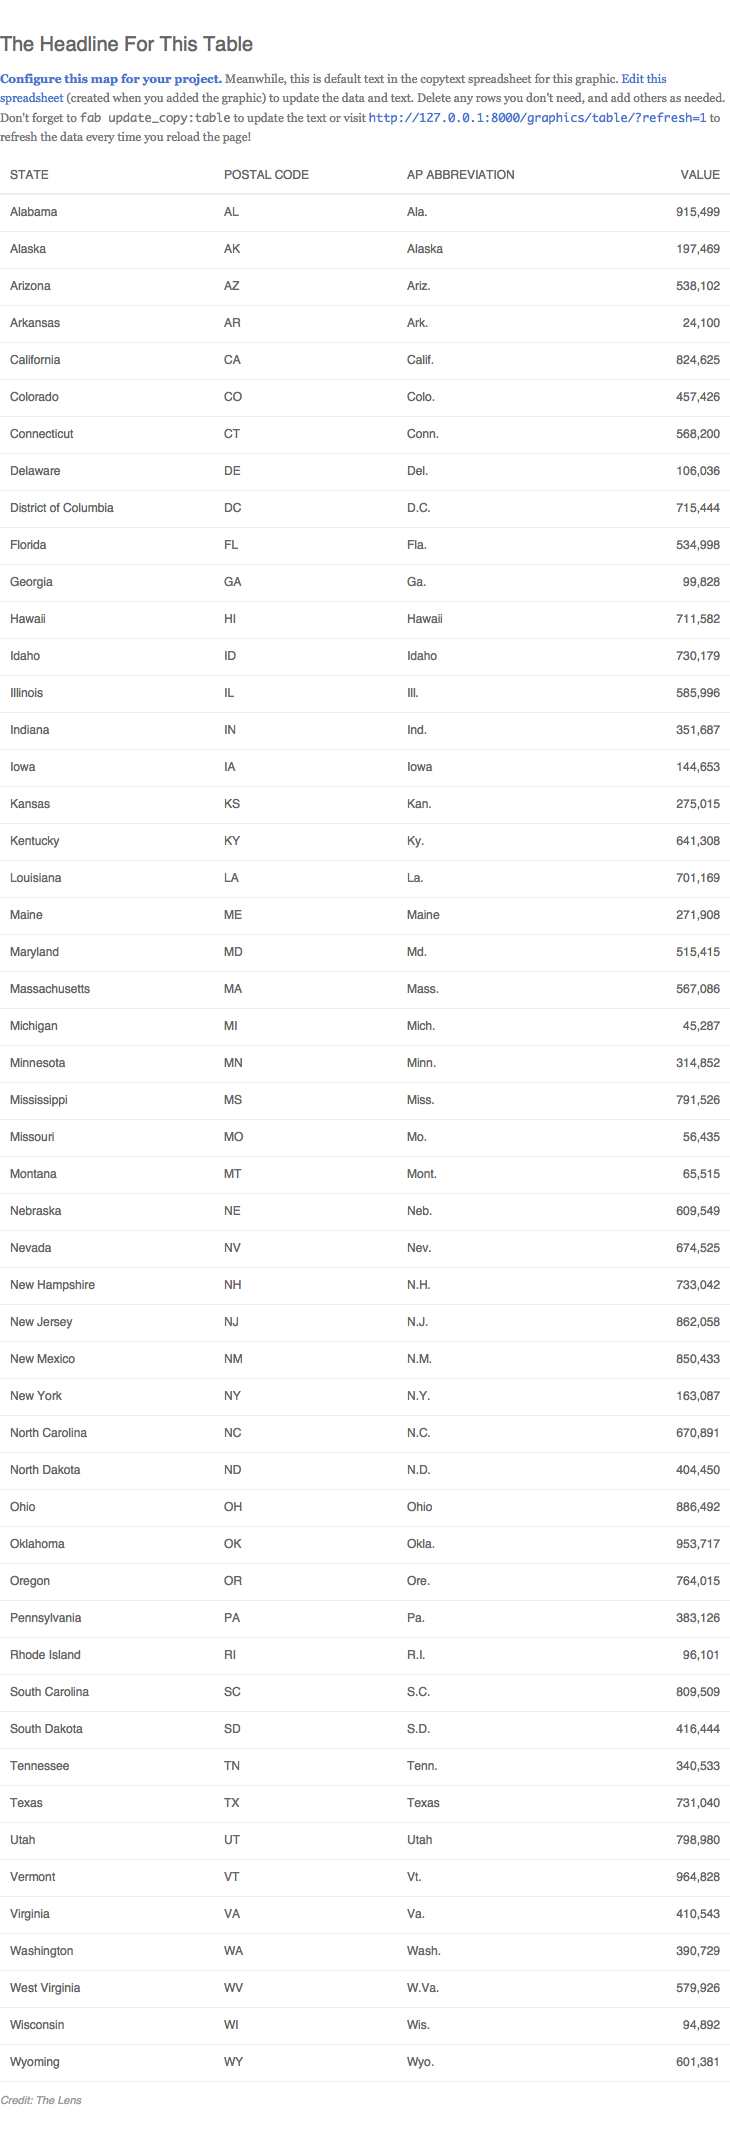 The Headline For This Table
Configure this map for your project. Meanwhile, this is default text in the copytext spreadsheet for this graphic. Edit this
spreadsheet (created when you added the graphic) to update the data and text. Delete any rows you don't need, and add others as needed.
Don't forget to fab update_copy:table to update the text or visit http://127.0.0.1:8000/graphics/table/?refresh=1 to
refresh the data every time you reload the page!
STATE POSTAL CODE AP ABBREVIATION VALUE
Alabama AL Ala. 915,499
Alaska AK Alaska 197,469
Arizona AZ Ariz. 538,102
Arkansas AR Ark. 24,100
California CA Calif. 824,625
Colorado CO Colo. 457,426
Connecticut CT Conn. 568,200
Delaware DE Del. 106,036
District of Columbia DC D.C. 715,444
Florida FL Fla. 534,998
Georgia GA Ga. 99,828
Hawaii HI Hawaii 711,582
Idaho ID Idaho 730,179
Illinois IL Ill. 585,996
Indiana IN Ind. 351,687
Iowa IA Iowa 144,653
Kansas KS Kan. 275,015
Kentucky KY Ky. 641,308
Louisiana LA La. 701,169
Maine ME Maine 271,908
Maryland MD Md. 515,415
Massachusetts MA Mass. 567,086
Michigan MI Mich. 45,287
Minnesota MN Minn. 314,852
Mississippi MS Miss. 791,526
Missouri MO Mo. 56,435
Montana MT Mont. 65,515
Nebraska NE Neb. 609,549
Nevada NV Nev. 674,525
New Hampshire NH N.H. 733,042
New Jersey NJ N.J. 862,058
New Mexico NM N.M. 850,433
New York NY N.Y. 163,087
North Carolina NC N.C. 670,891
North Dakota ND N.D. 404,450
Ohio OH Ohio 886,492
Oklahoma OK Okla. 953,717
Oregon OR Ore. 764,015
Pennsylvania PA Pa. 383,126
Rhode Island RI R.I. 96,101
South Carolina SC S.C. 809,509
South Dakota SD S.D. 416,444
Tennessee TN Tenn. 340,533
Texas TX Texas 731,040
Utah UT Utah 798,980
Vermont VT Vt. 964,828
Virginia VA Va. 410,543
Washington WA Wash. 390,729
West Virginia WV W.Va. 579,926
Wisconsin WI Wis. 94,892
Wyoming WY Wyo. 601,381
Credit: The Lens